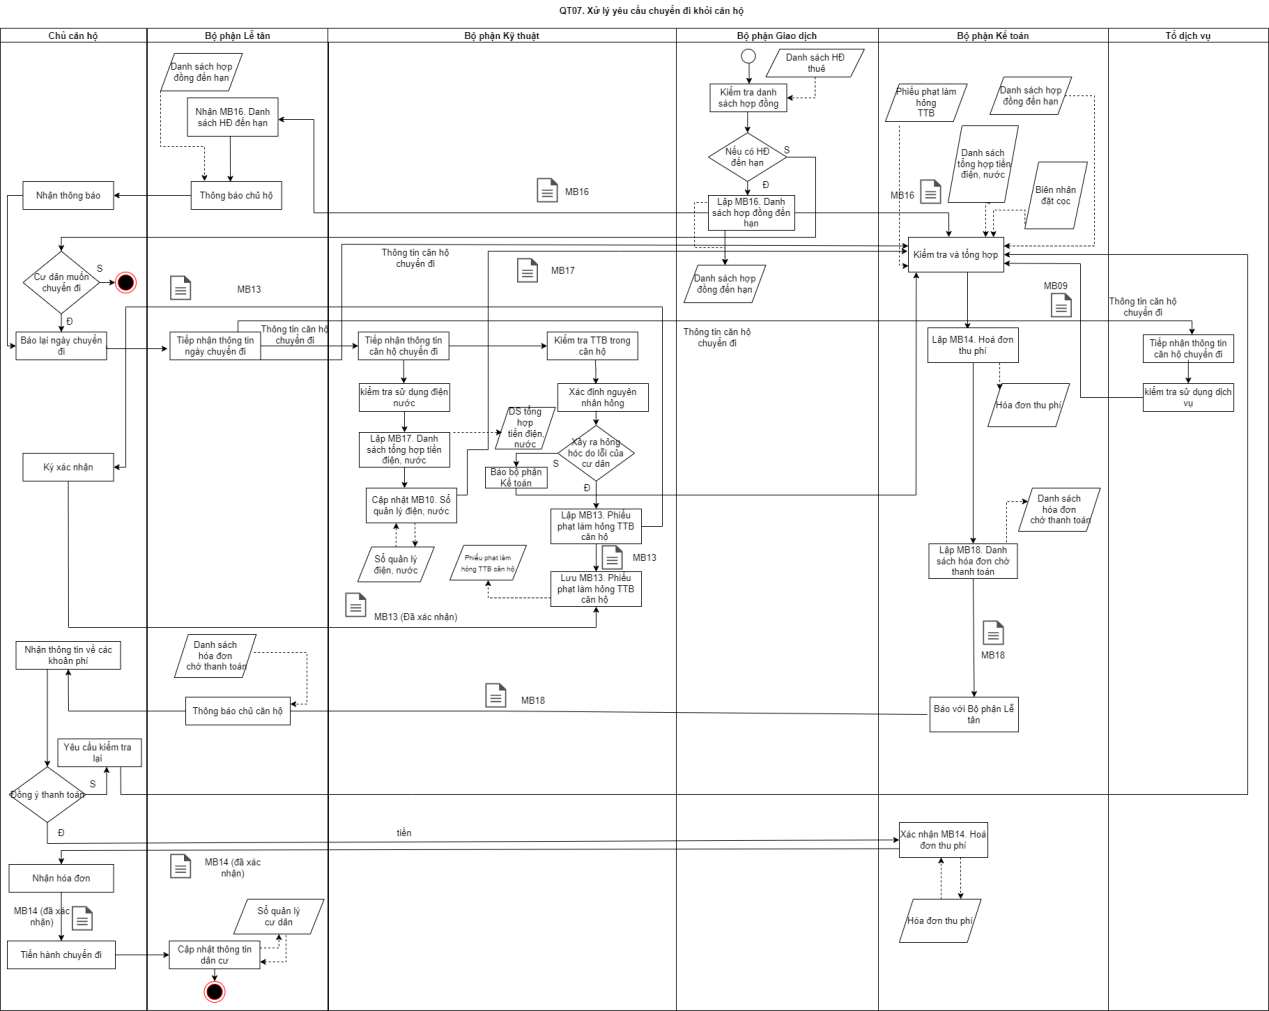 QT07. Xử lý yêu cầu chuyển đi khỏi căn hộ
Chủ căn hộ
Bộ phận Lễ tân
Bộ phận Kỹ thuật
Bộ phận Giao dịch
Bộ phận Kế toán
Tổ dịch vụ
Danh sách hợp
đồng đến hạn
Nhận MB16. Danh
sách HĐ đến hạn
Thông báo chủ hộ
Nhận thông báo
Danh sách HĐ
thuê
Kiểm tra danh
sách hợp đồng
Nếu có HĐ
đến hạn
S
Đ
Lập MB16. Danh
sách hợp đồng đến
hạn
Danh sách hợp
đồng đến hạn
MB16
MB16
Phiếu phạt làm
hỏng
TTB
Danh sách hợp
đồng đến hạn
Danh sách
tổng hợp tiền
điện, nước
Biên nhận
đặt cọc
Kiểm tra và tổng hợp
Cư dân muốn
chuyển đi
S
Đ
MB13
Thông tin căn hộ
chuyển đi
MB17
MB09
Thông tin căn hộ
chuyển đi
Báo lại ngày chuyển
đi
Tiếp nhận thông tin
ngày chuyển đi
Thông tin căn hộ
chuyển đi
Tiếp nhận thông tin
căn hộ chuyển đi
Kiểm tra TTB trong
căn hộ
Thông tin căn hộ
chuyển đi
Lập MB14. Hoá đơn
thu phí
Tiếp nhận thông tin
căn hộ chuyển đi
kiểm tra sử dụng điện
nước
Xác định nguyên
nhân hỏng
Hóa đơn thu phí
kiểm tra sử dụng dịch
vụ
Lập MB17. Danh
sách tổng hợp tiền
điện, nước
DS tổng
hợp
tiền điện,
nước
Xảy ra hỏng
hóc do lỗi của
cư dân
S
Đ
Ký xác nhận
Báo bộ phận
Kế toán
Cập nhật MB10. Sổ
quản lý điện, nước
Lập MB13. Phiếu
phạt làm hỏng TTB
căn hộ
Danh sách
hóa đơn
chờ thanh toán
Sổ quản lý
điện, nước
Phiếu phạt làm
hỏng TTB căn hộ
MB13
Lưu MB13. Phiếu
phạt làm hỏng TTB
căn hộ
Lập MB18. Danh
sách hóa đơn chờ
thanh toán
MB13 (Đã xác nhận)
MB18
Nhận thông tin về các
khoản phí
Danh sách
hóa đơn
chờ thanh toán
Thông báo chủ căn hộ
MB18
Báo với Bộ phận Lễ
tân
Yêu cầu kiểm tra
lại
S
Đồng ý thanh toán
Đ
tiền
Xác nhận MB14. Hoá
đơn thu phí
MB14 (đã xác
nhận)
Nhận hóa đơn
MB14 (đã xác
nhận)
Sổ quản lý
cư dân
Hóa đơn thu phí
Tiến hành chuyển đi
Cập nhật thông tin
dân cư